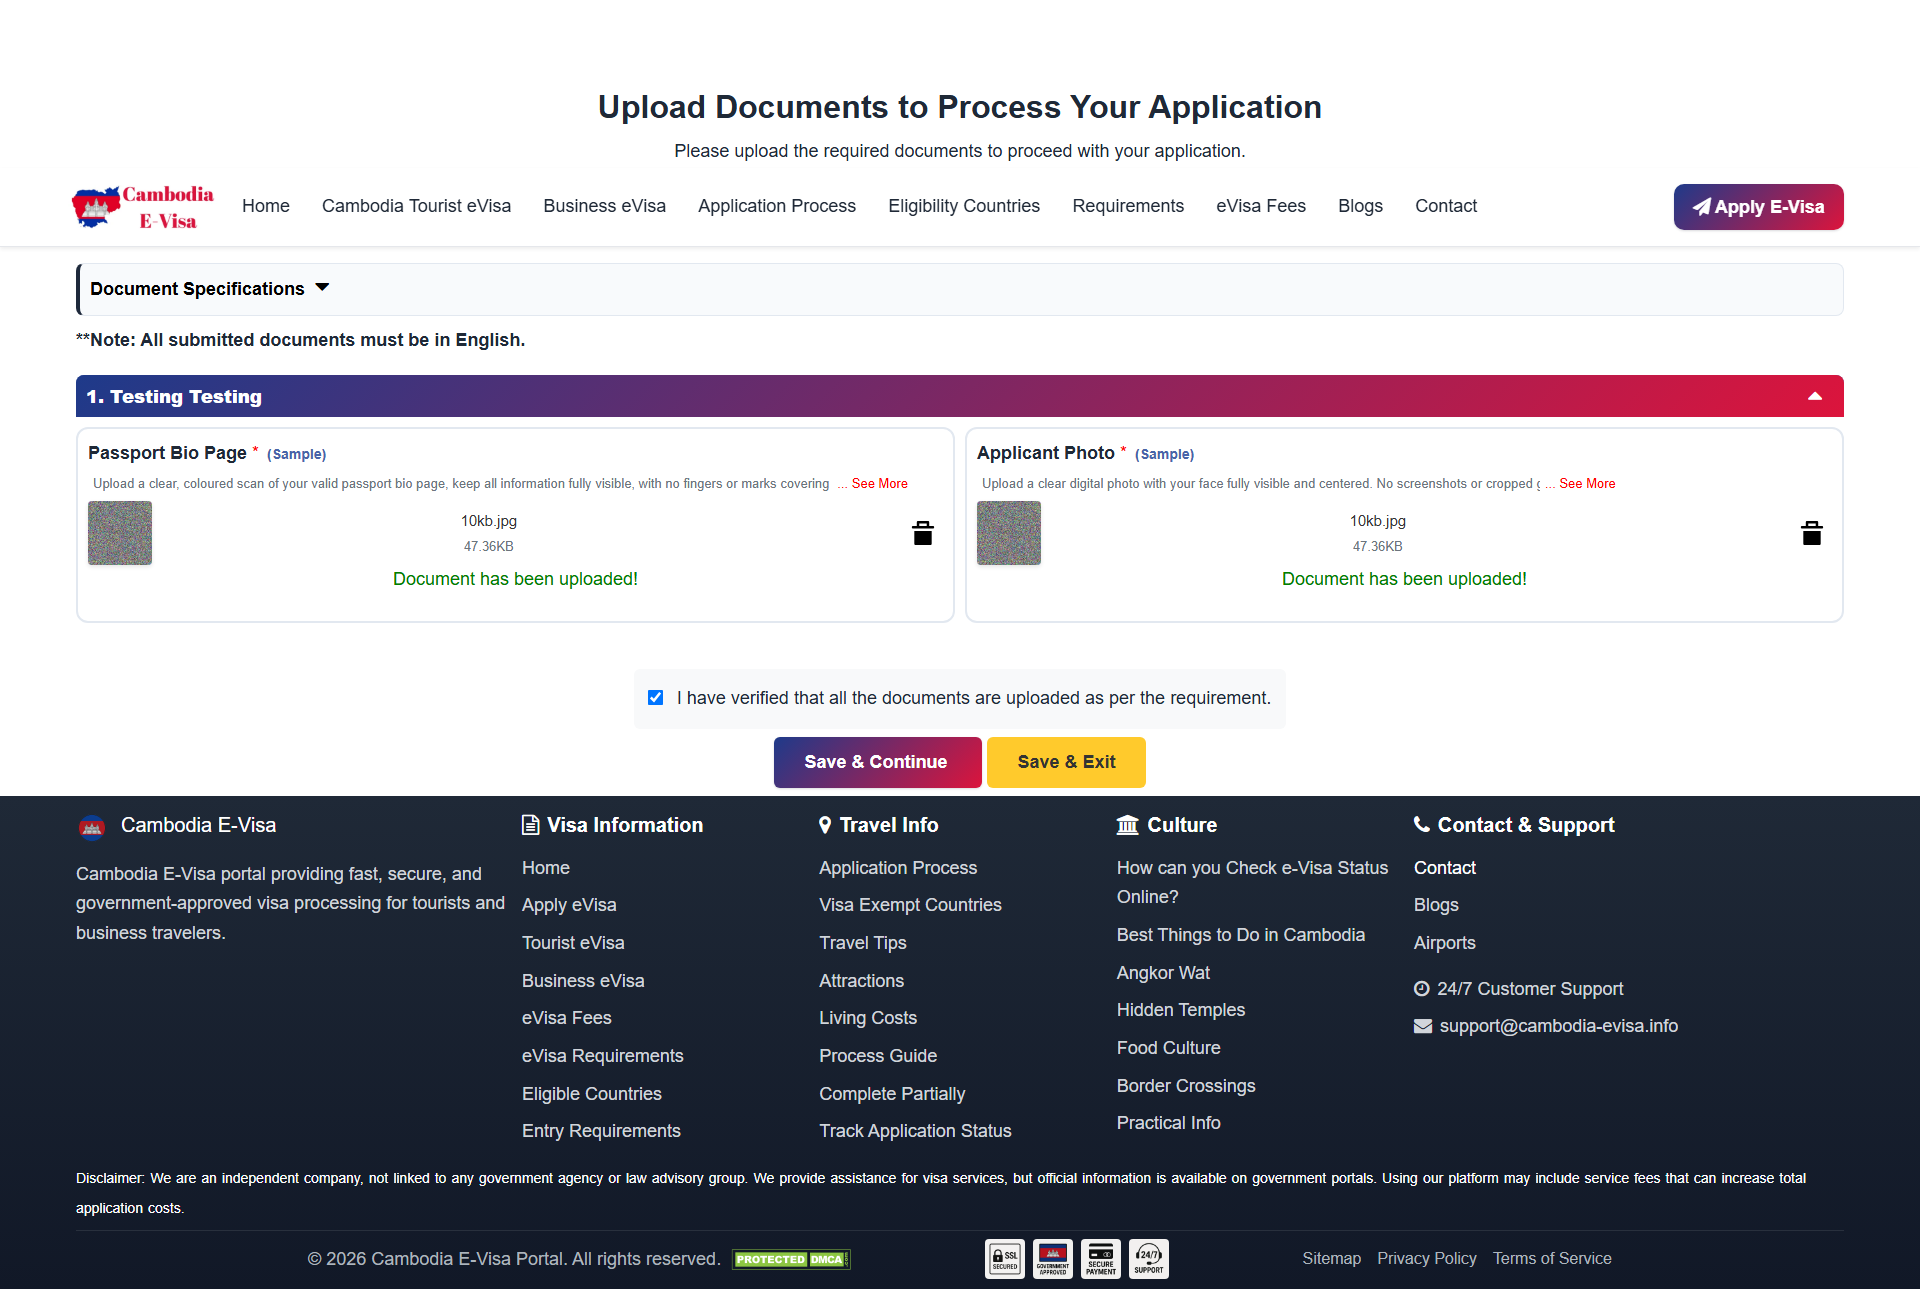 Upload Documents to Process Your Application
Please upload the required documents to proceed with your application.
Cambodia
E-Visa
Home
Cambodia Tourist eVisa
Business eVisa
Application Process
Eligibility Countries
Requirements
eVisa Fees
Blogs
Contact
Apply E-Visa
Document Specifications
**Note: All submitted documents must be in English.
1. Testing Testing
Passport Bio Page * (Sample)
Upload a clear, coloured scan of your valid passport bio page, keep all information fully visible, with no fingers or marks covering ... See More
10kb.jpg
47.36KB
Document has been uploaded!
Applicant Photo * (Sample)
Upload a clear digital photo with your face fully visible and centered. No screenshots or cropped ... See More
10kb.jpg
47.36KB
Document has been uploaded!
I have verified that all the documents are uploaded as per the requirement.
Save & Continue
Save & Exit
Cambodia E-Visa
Cambodia E-Visa portal providing fast, secure, and
government-approved visa processing for tourists and
business travelers.
Visa Information
Home
Apply eVisa
Tourist eVisa
Business eVisa
eVisa Fees
eVisa Requirements
Eligible Countries
Entry Requirements
Travel Info
Application Process
Visa Exempt Countries
Travel Tips
Attractions
Living Costs
Process Guide
Complete Partially
Track Application Status
Culture
How can you Check e-Visa Status
Online?
Best Things to Do in Cambodia
Angkor Wat
Hidden Temples
Food Culture
Border Crossings
Practical Info
Contact & Support
Contact
Blogs
Airports
24/7 Customer Support
support@cambodia-evisa.info
Disclaimer: We are an independent company, not linked to any government agency or law advisory group. We provide assistance for visa services, but official information is available on government portals. Using our platform may include service fees that can increase total
application costs.
© 2026 Cambodia E-Visa Portal. All rights reserved.
PROTECTED DMCA
SSL
SECURED
GOVERNMENT
APPROVED
SECURE
PAYMENT
24/7
SUPPORT
Sitemap
Privacy Policy
Terms of Service